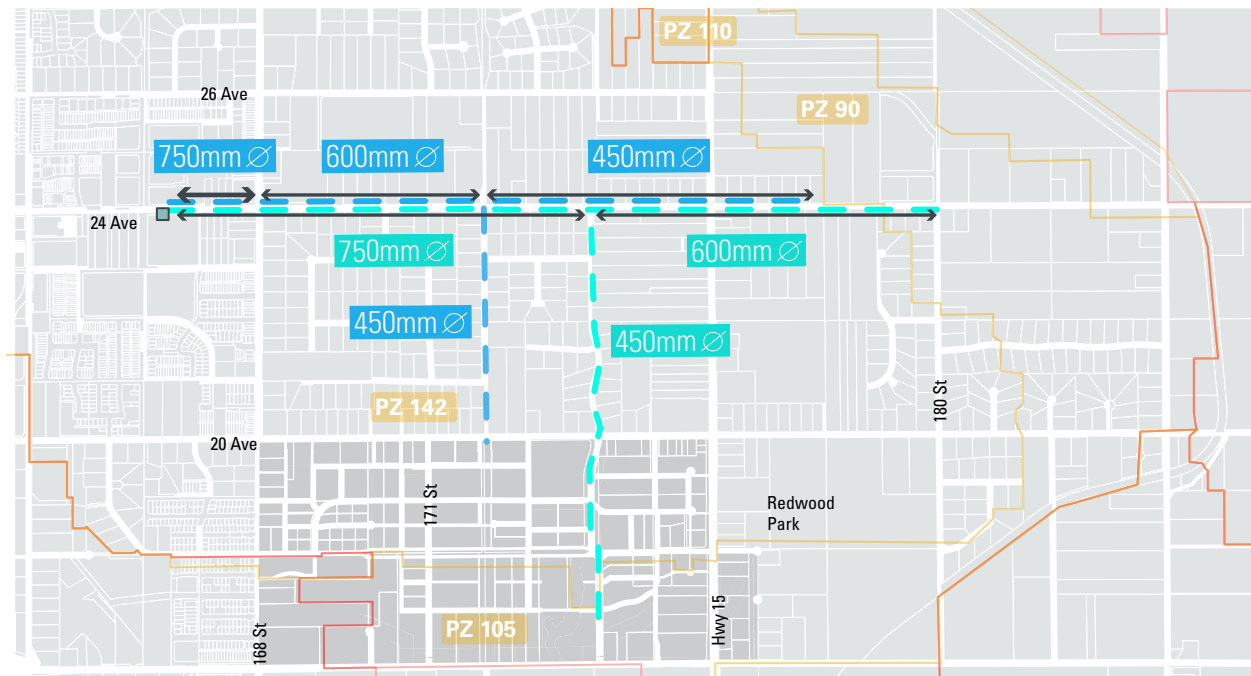 PZ 110
26 Ave
PZ 90
750mm ∅
600mm ∅
450mm ∅
24 Ave
750mm ∅
600mm ∅
450mm ∅
450mm ∅
PZ 142
180 St
20 Ave
171 St
Redwood
Park
168 St
PZ 105
Hwy 15